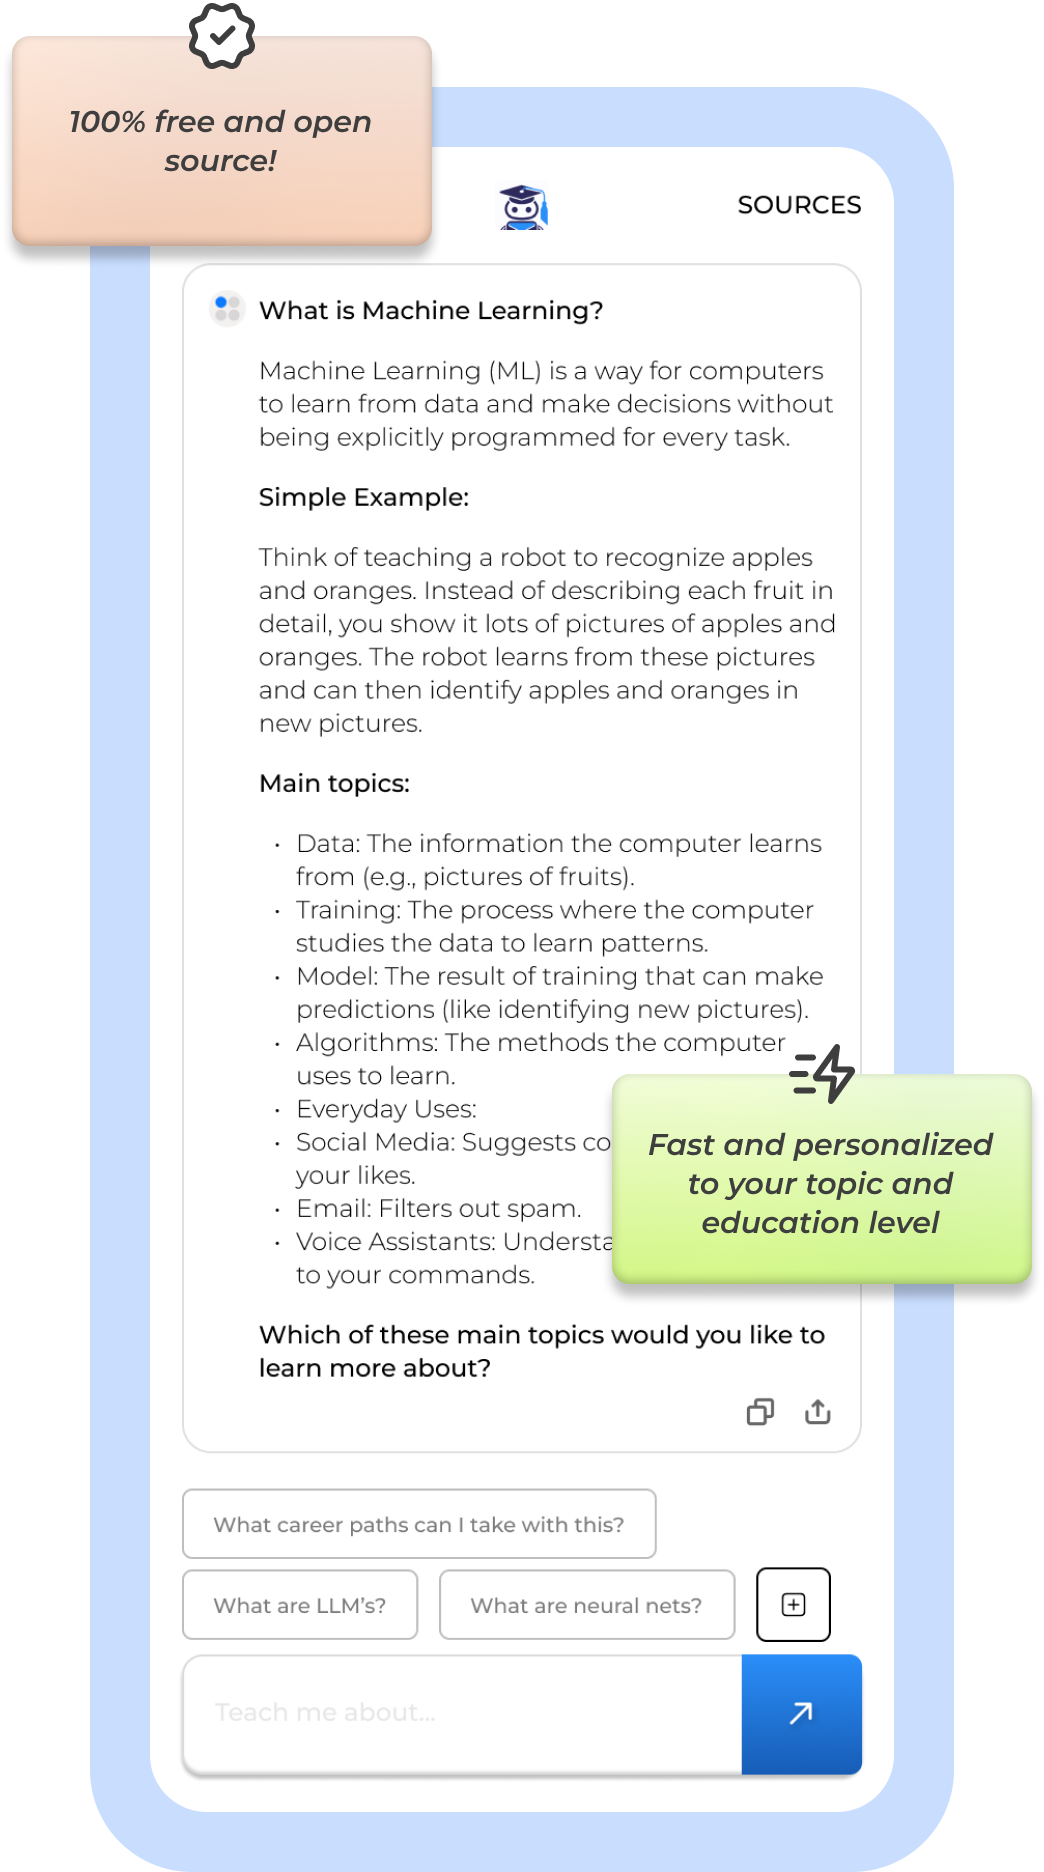 100% free and open
source!
SOURCES
What is Machine Learning?
Machine Learning (ML) is a way for computers
to learn from data and make decisions without
being explicitly programmed for every task.
Simple Example:
Think of teaching a robot to recognize apples
and oranges. Instead of describing each fruit in
detail, you show it lots of pictures of apples and
oranges. The robot learns from these pictures
and can then identify apples and oranges in
new pictures.
Main topics:
• Data: The information the computer learns
from (e.g., pictures of fruits).
• Training: The process where the computer
studies the data to learn patterns.
• Model: The result of training that can make
predictions (like identifying new pictures).
• Algorithms: The methods the computer
uses to learn.
• Everyday Uses:
• Social Media: Suggests
your likes.
• Email: Filters out spam.
• Voice Assistants:
to your commands.
Fast and personalized
to your topic and
education level
Which of these main topics would you like to
learn more about?
What career paths can I take with this?
What are LLM's?
What are neural nets?
Teach me about...